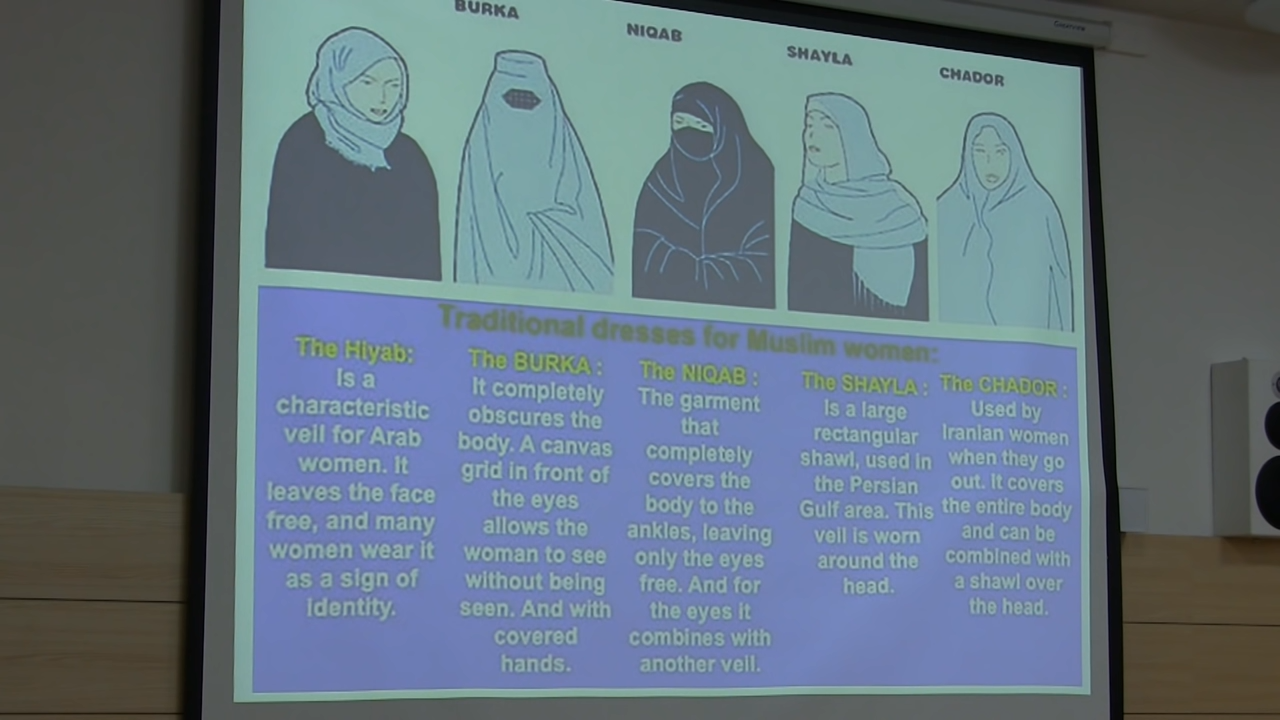 BURKA
NIQAB
SHAYLA
CHADOR
Traditional dresses for Muslim women:
The Hiyab:
Is a
characteristic
veil for Arab
women. It
leaves the face
free, and many
women wear it
as a sign of
identity.
The BURKA :
It completely
obscures the
body. A canvas
grid in front of
the eyes
allows the
woman to see
without being
seen. And with
covered
hands.
The NIQAB :
The garment
that
completely
covers the
body to the
ankles, leaving
only the eyes
free. And for
the eyes it
combines with
another veil.
The SHAYLA :
Is a large
rectangular
shawl, used in
the Persian
Gulf area. This
veil is worn
around the
head.
The CHADOR :
Used by
Iranian women
when they go
out. It covers
the entire body
and can be
combined with
a shawl over
the head.